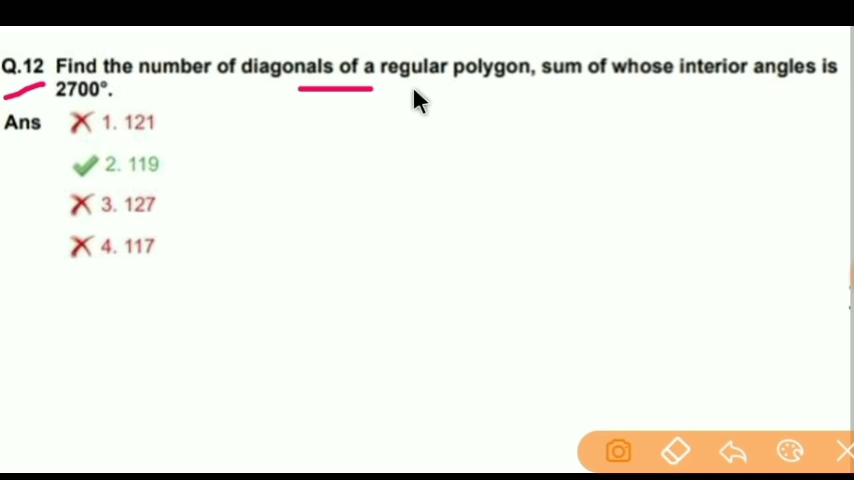 Q.12 Find the number of diagonals of a regular polygon, sum of whose interior angles is
2700°.
Ans 1. 121
2. 119
3. 127
4. 117